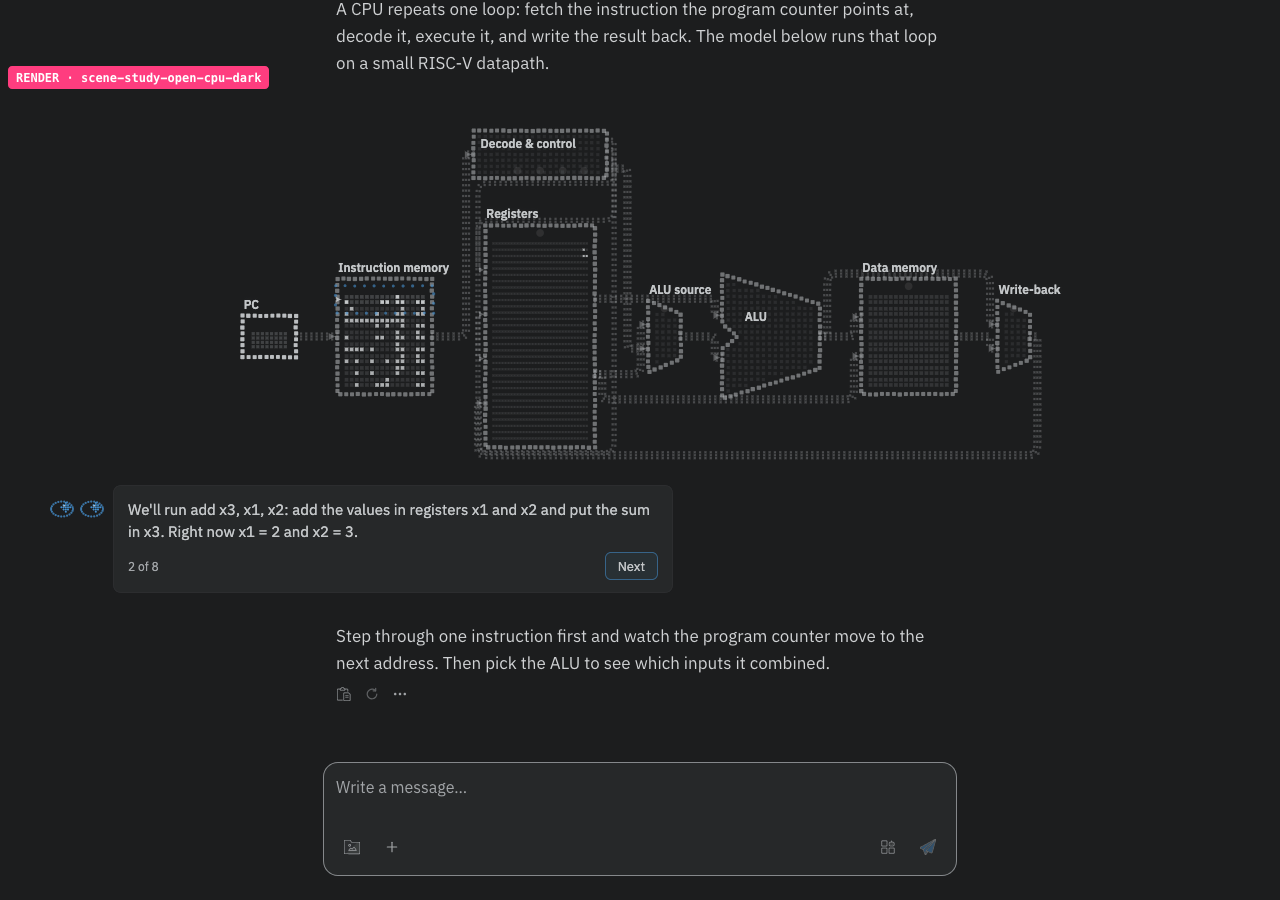 A CPU repeats one loop: fetch the instruction the program counter points at,
decode it, execute it, and write the result back. The model below runs that loop
on a small RISC-V datapath.
RENDER · scene-study-open-cpu-dark
Decode & control
Registers
Instruction memory
Data memory
ALU source
Write-back
PC
ALU
We'll run add x3, x1, x2: add the values in registers x1 and x2 and put the sum
in x3. Right now x1 = 2 and x2 = 3.
2 of 8
Next
Step through one instruction first and watch the program counter move to the
next address. Then pick the ALU to see which inputs it combined.
Write a message...